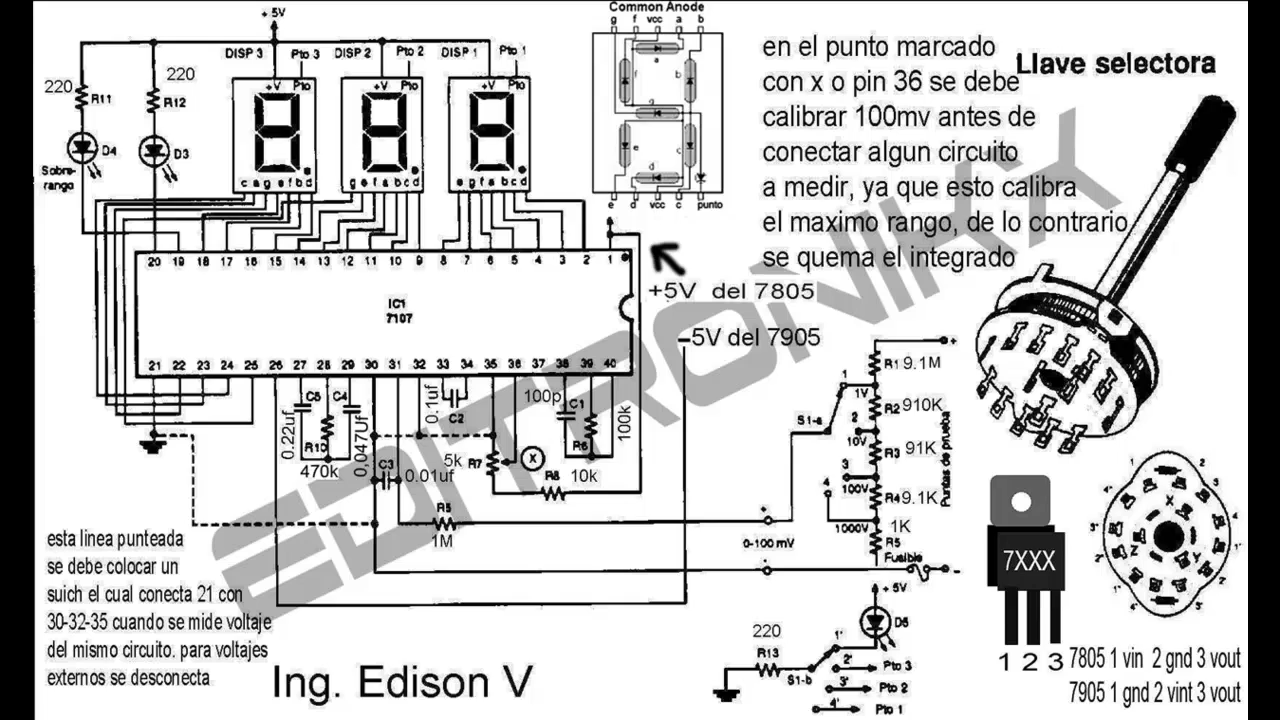 Common Anode
g f vcc a b
e d vcc c punto
a
f b
g
e c
d
+ 5V
DISP 3 Pto 3 DISP 2 Pto 2 DISP 1 Pto 1
+V Pto +V Pto +V Pto
220 R11
220 R12
D4
D3
Sobre-
rango
c a g e f b d
g e f a b c d
g f e a b c d
20 19 18 17 16 15 14 13 12 11 10 9 8 7 6 5 4 3 2 1
IC1
7107
21 22 23 24 25 26 27 28 29 30 31 32 33 34 35 36 37 38 39 40
en el punto marcado
con x o pin 36 se debe
calibrar 100mv antes de
conectar algun circuito
a medir, ya que esto calibra
el maximo rango, de lo contrario
se quema el integrado
Llave selectora
+5V del 7805
-5V del 7905
EDITRONIKX
C5 0.22uf
R10 470k
C4 0,047Uf
C3 0.01uf
0.1uf C2
5k R7
X
R8
100p C1
R6 10k
100k
R5
1M
+
0-100 mV
-
S1-a
1 1V
2 10V
3 100V
4 1000V
R1 9.1M
R2 910K
R3 91K
R4 9.1K
1K
R5
Fusible
+
-
Puntas de prueba
esta linea punteada
se debe colocar un
suich el cual conecta 21 con
30-32-35 cuando se mide voltaje
del mismo circuito. para voltajes
externos se desconecta
Ing. Edison V
+ 5V
D5
220
R13
S1-b
1'
2' Pto 3
3' Pto 2
4' Pto 1
7XXX
1 2 3
7805 1 vin 2 gnd 3 vout
7905 1 gnd 2 vint 3 vout